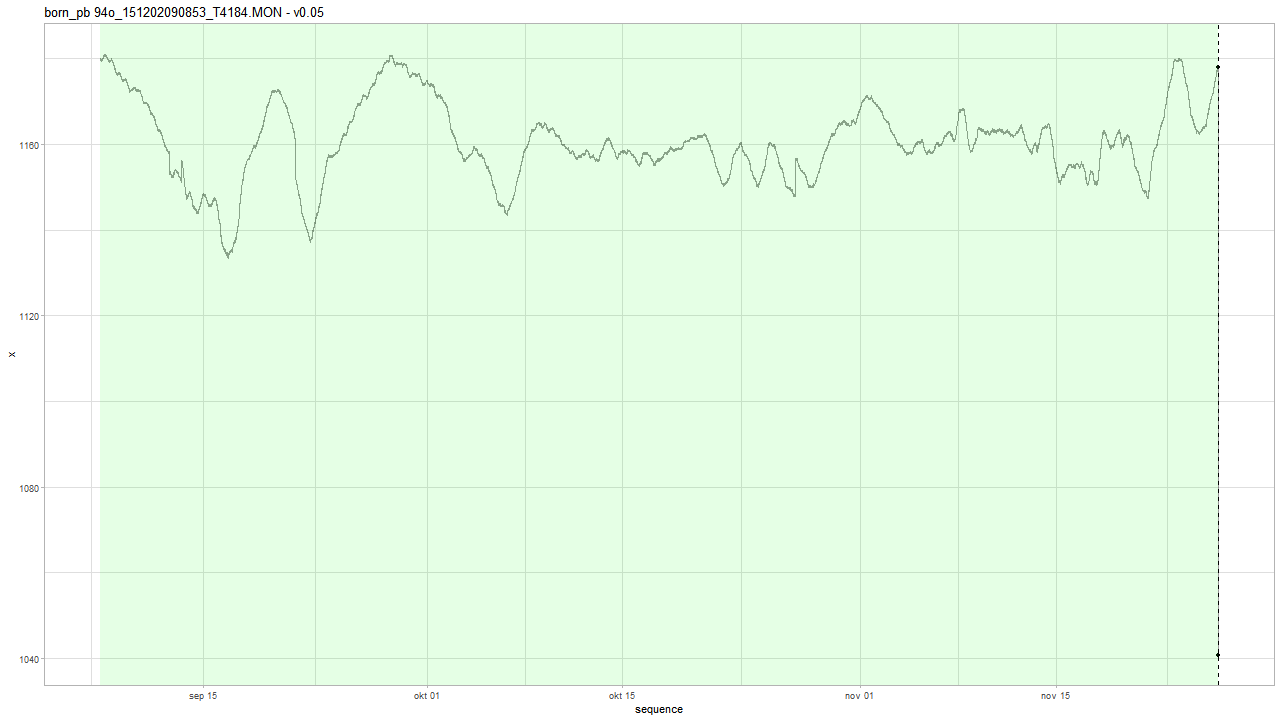 born_pb 94o_151202090853_T4184.MON - v0.05
1160
1120
x
1080
1040
sep 15 okt 01 okt 15 nov 01 nov 15
sequence